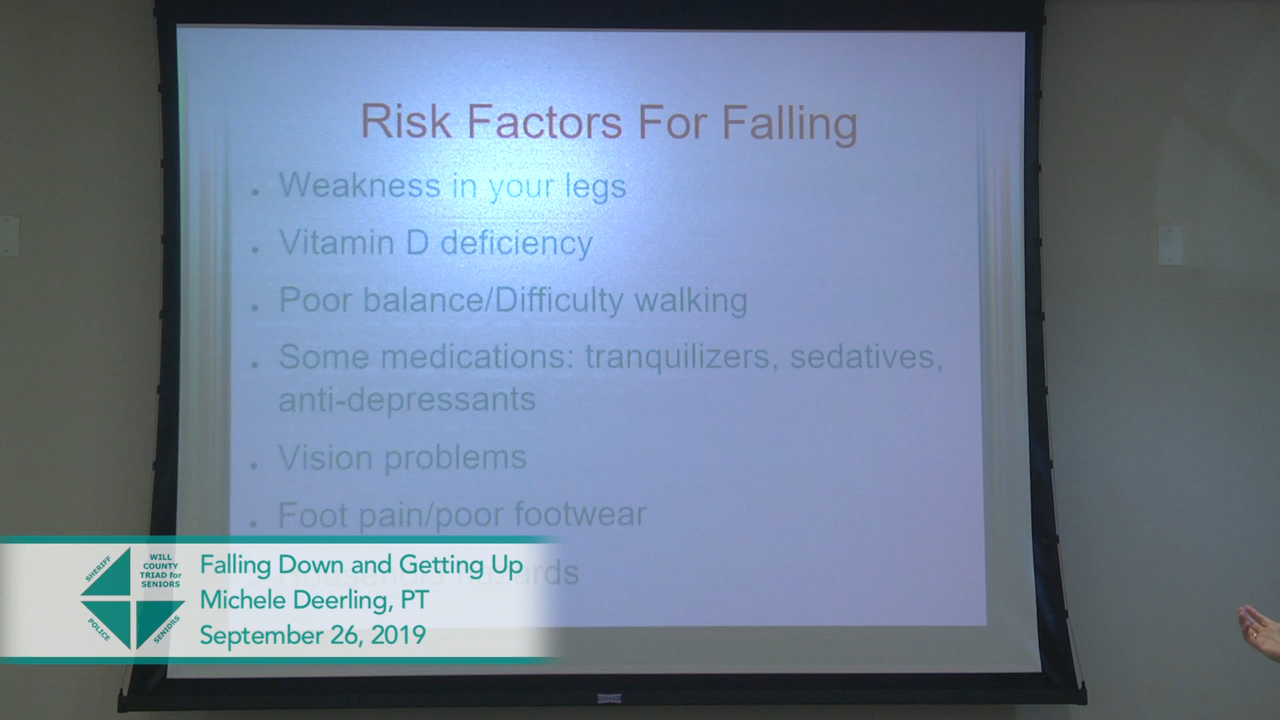 Risk Factors For Falling
. Weakness in your legs
. Vitamin D deficiency
. Poor balance/Difficulty walking
. Some medications: tranquilizers, sedatives,
anti-depressants
. Vision problems
. Foot pain/poor footwear
SHERIFF
WILL
COUNTY
TRIAD for
SENIORS
POLICE
SENIORS
Falling Down and Getting Up
Michele Deerling, PT
September 26, 2019